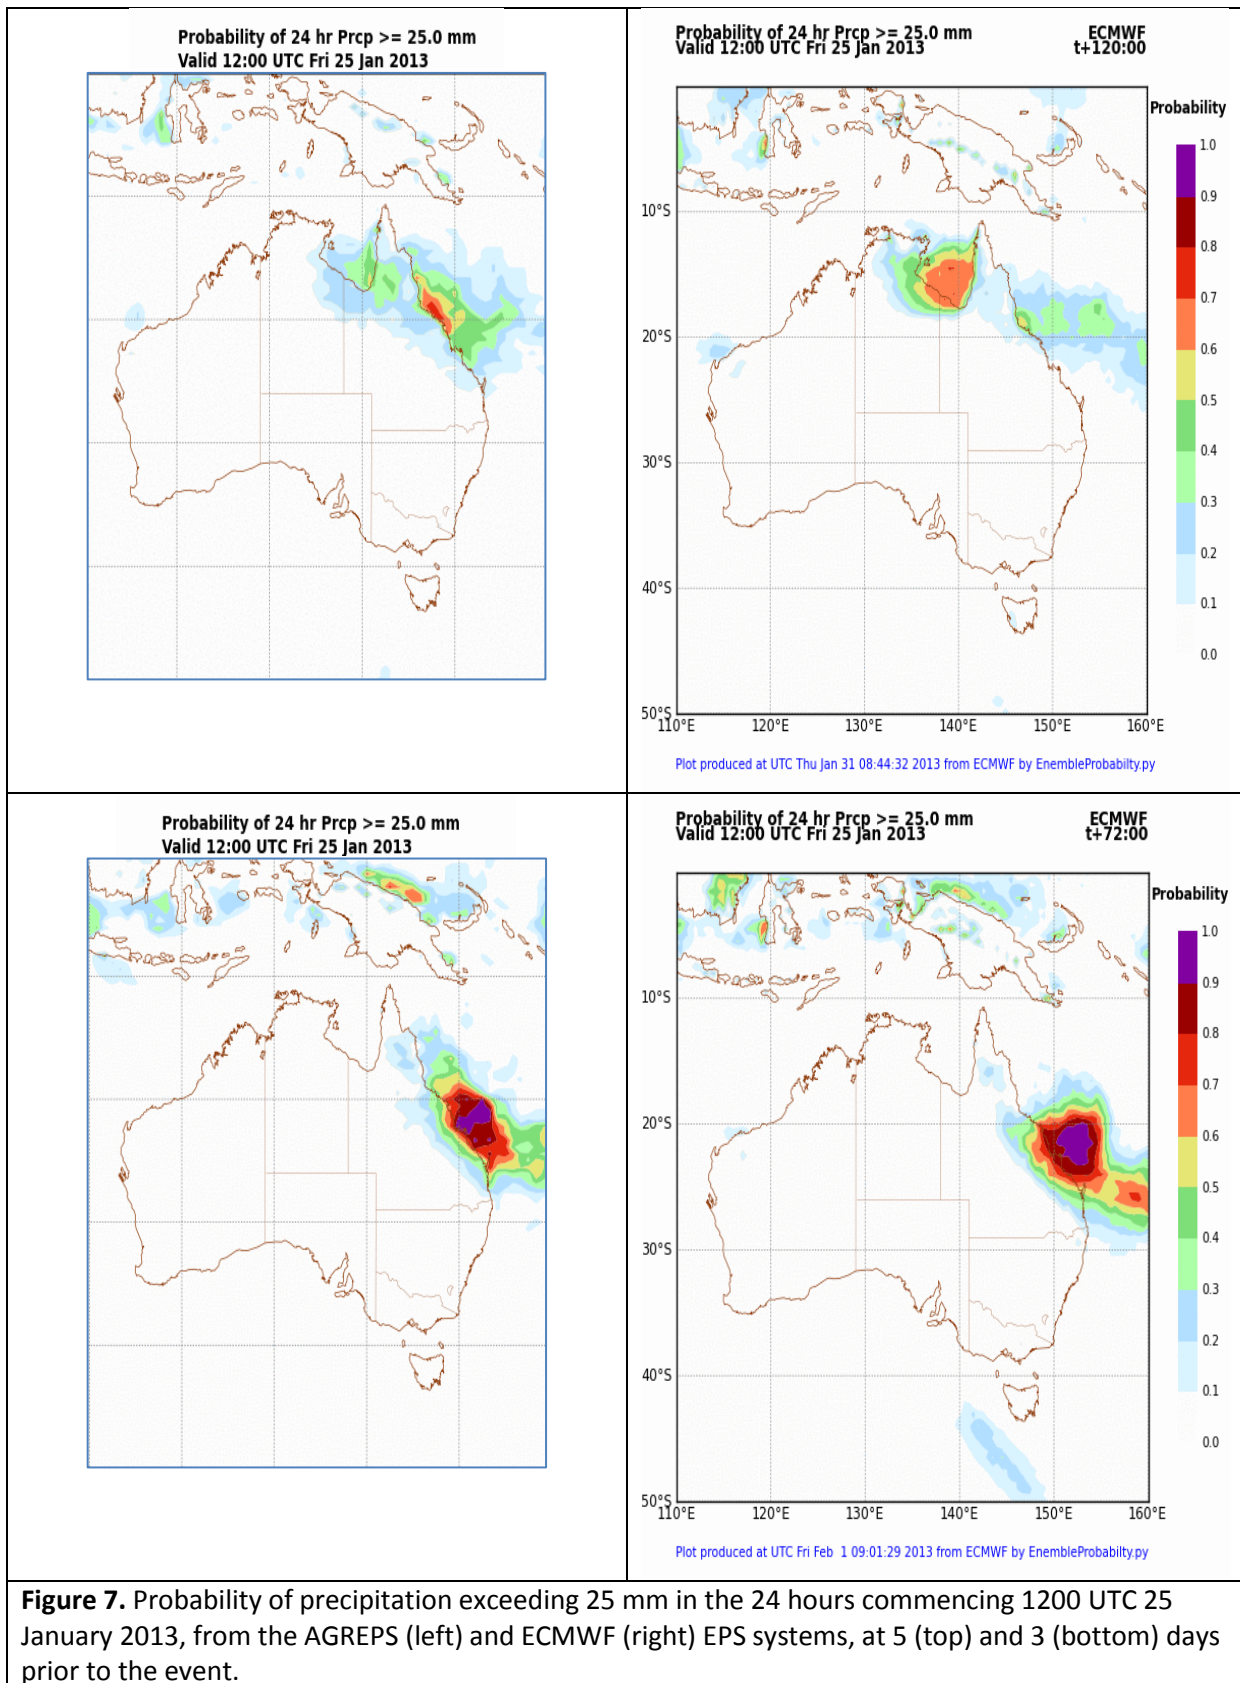 Probability of 24 hr Prcp >= 25.0 mm
Valid 12:00 UTC Fri 25 Jan 2013
Probability of 24 hr Prcp >= 25.0 mm
Valid 12:00 UTC Fri 25 Jan 2013
ECMWF
t+120:00
Probability
1.0
0.9
0.8
0.7
0.6
0.5
0.4
0.3
0.2
0.1
0.0
10°S
20°S
30°S
40°S
50°S
110°E 120°E 130°E 140°E 150°E 160°E
Plot produced at UTC Thu Jan 31 08:44:32 2013 from ECMWF by EnembleProbabilty.py
Probability of 24 hr Prcp >= 25.0 mm
Valid 12:00 UTC Fri 25 Jan 2013
Probability of 24 hr Prcp >= 25.0 mm
Valid 12:00 UTC Fri 25 Jan 2013
ECMWF
t+72:00
Probability
1.0
0.9
0.8
0.7
0.6
0.5
0.4
0.3
0.2
0.1
0.0
10°S
20°S
30°S
40°S
50°S
110°E 120°E 130°E 140°E 150°E 160°E
Plot produced at UTC Fri Feb 1 09:01:29 2013 from ECMWF by EnembleProbabilty.py
Figure 7. Probability of precipitation exceeding 25 mm in the 24 hours commencing 1200 UTC 25
January 2013, from the AGREPS (left) and ECMWF (right) EPS systems, at 5 (top) and 3 (bottom) days
prior to the event.